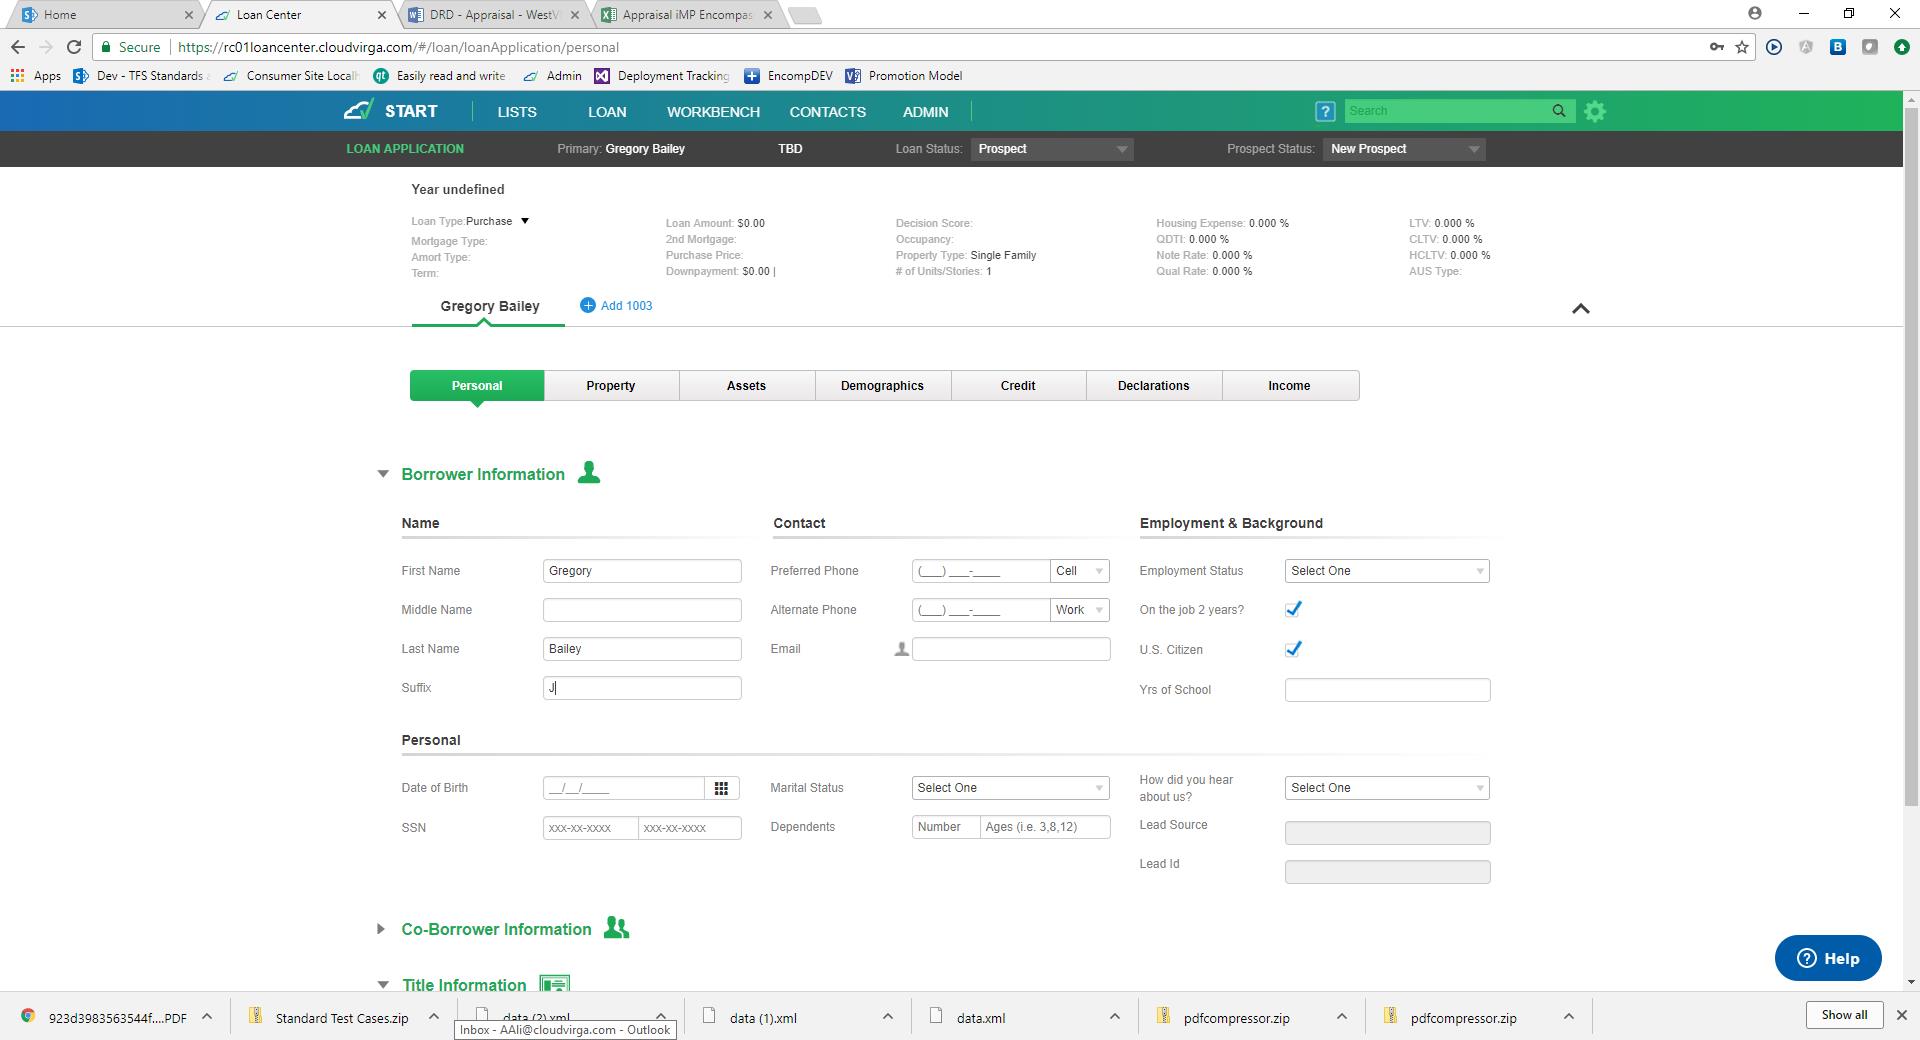 Home
Loan Center
DRD - Appraisal - WestV
Appraisal iMP Encompas
Secure https://rc01loancenter.cloudvirga.com/#/loan/loanApplication/personal
Apps Dev - TFS Standards Consumer Site Local Easily read and write Admin Deployment Tracking EncompDEV Promotion Model
START LISTS LOAN WORKBENCH CONTACTS ADMIN ? Search
LOAN APPLICATION Primary: Gregory Bailey TBD Loan Status: Prospect Prospect Status: New Prospect
Year undefined
Loan Type:Purchase Loan Amount: $0.00 Decision Score: Housing Expense: 0.000 % LTV: 0.000 %
Mortgage Type: 2nd Mortgage: Occupancy: QDTI: 0.000 % CLTV: 0.000 %
Amort Type: Purchase Price: Property Type: Single Family Note Rate: 0.000 % HCLTV: 0.000 %
Term: Downpayment: $0.00 | # of Units/Stories: 1 Qual Rate: 0.000 % AUS Type:
Gregory Bailey Add 1003
Personal Property Assets Demographics Credit Declarations Income
Borrower Information
Name Contact Employment & Background
First Name Gregory Preferred Phone (___) ___-____ Cell Employment Status Select One
Middle Name Alternate Phone (___) ___-____ Work On the job 2 years?
Last Name Bailey Email U.S. Citizen
Suffix J Yrs of School
Personal
Date of Birth __/__/____ Marital Status Select One How did you hear about us? Select One
SSN xxx-xx-xxxx xxx-xx-xxxx Dependents Number Ages (i.e. 3,8,12) Lead Source
Lead Id
Co-Borrower Information
Help
Title Information
923d3983563544f....PDF Standard Test Cases.zip data (2).xml data (1).xml data.xml pdfcompressor.zip pdfcompressor.zip Show all
Inbox - AAli@cloudvirga.com - Outlook